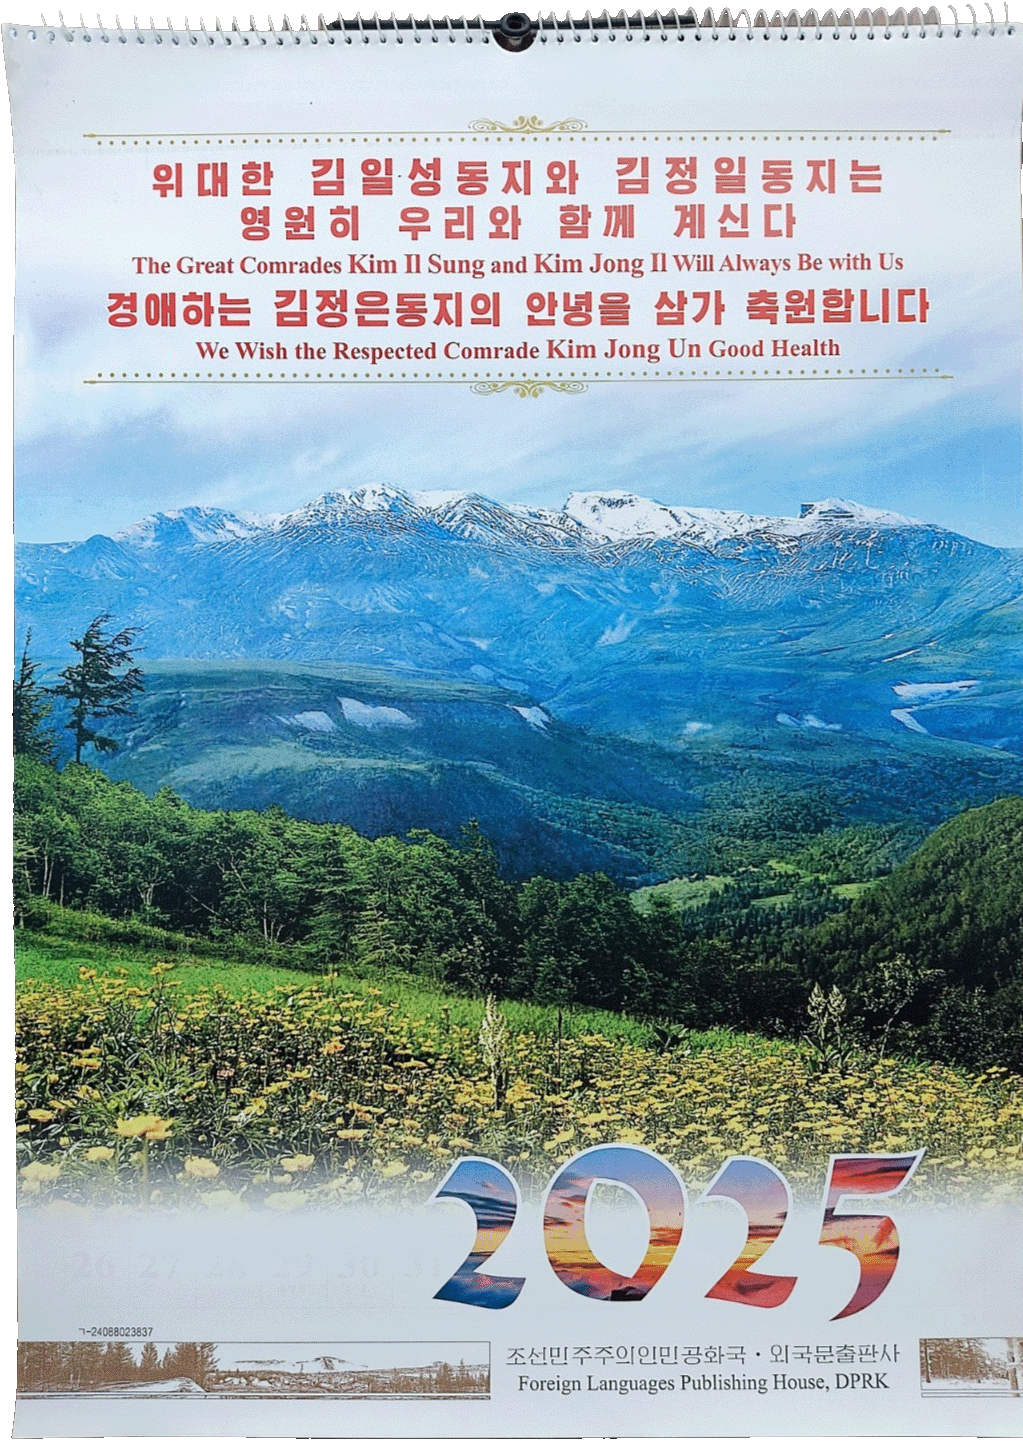 위대한 김일성동지와 김정일동지는
영원히 우리와 함께 계신다
The Great Comrades Kim Il Sung and Kim Jong Il Will Always Be with Us
경애하는 김정은동지의 안녕을 삼가 축원합니다
We Wish the Respected Comrade Kim Jong Un Good Health
2025
26 27 30 31
ㄱ-24088023837
조선민주주의인민공화국·외국문출판사
Foreign Languages Publishing House, DPRK